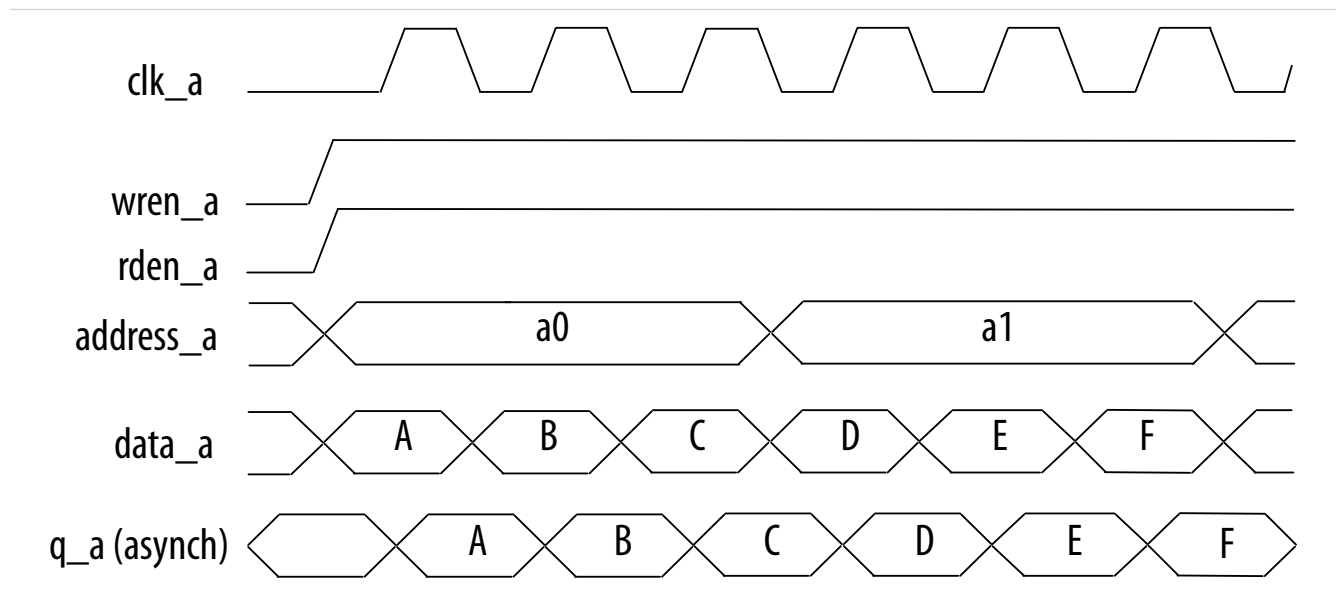 clk_a
wren_a
rden_a
address_a a0 a1
data_a A B C D E F
q_a (asynch) A B C D E F